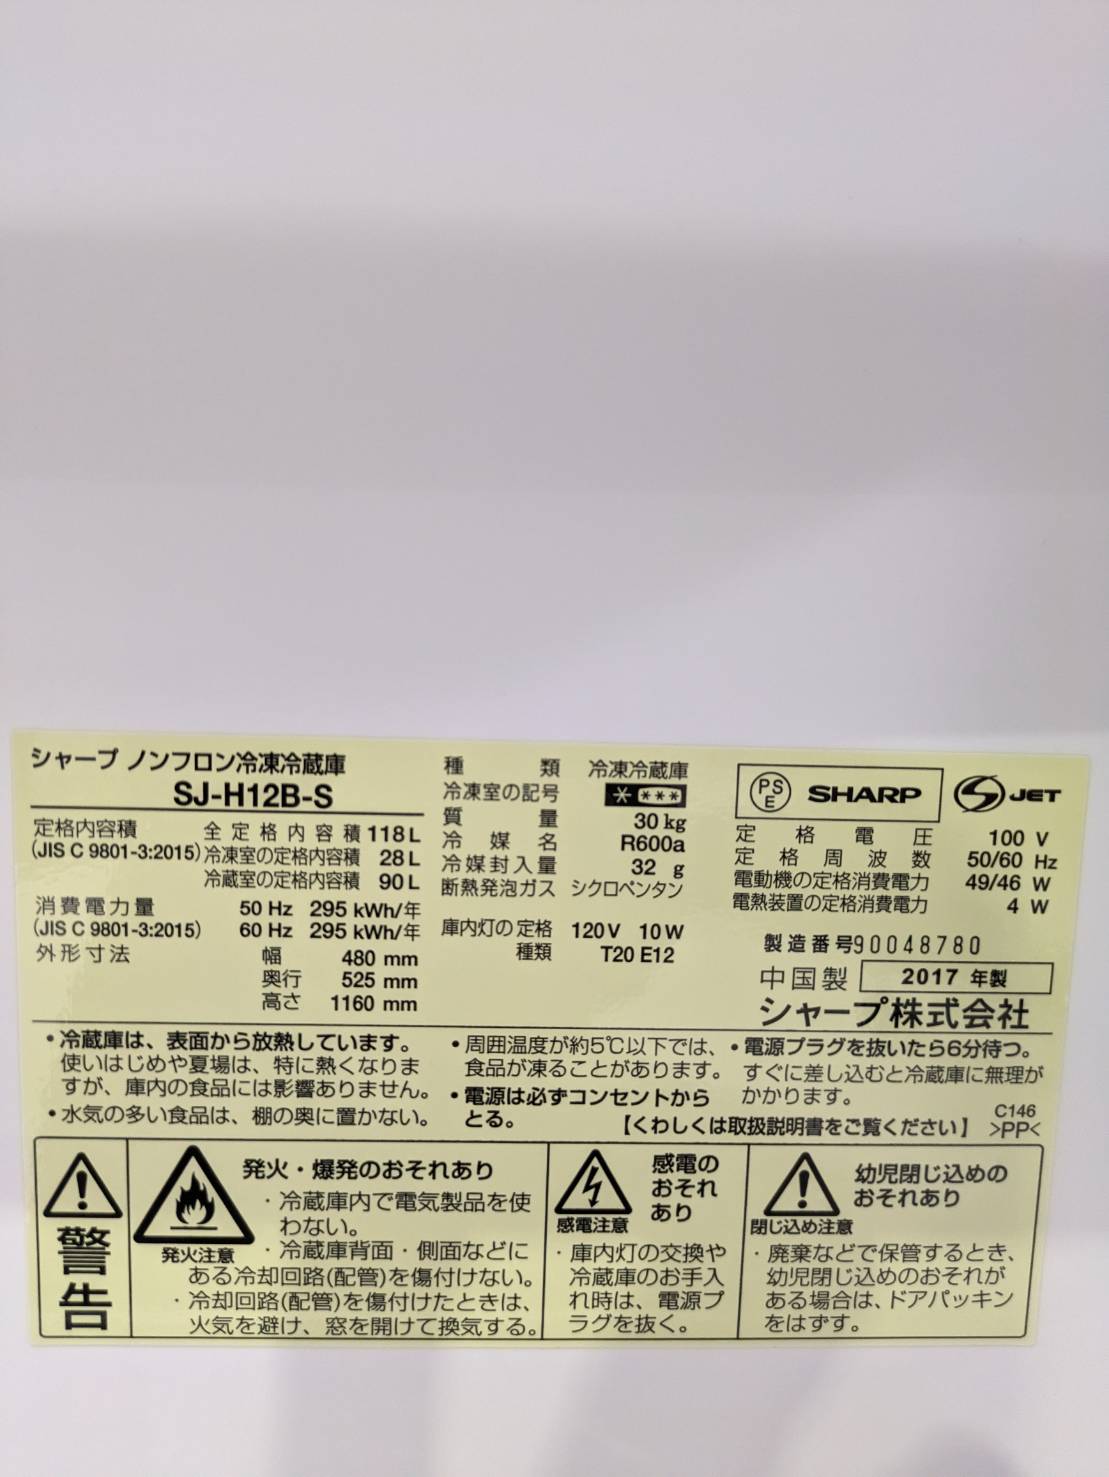 シャープ ノンフロン冷凍冷蔵庫
SJ-H12B-S
定格内容積
(JIS C 9801-3:2015)
全定格内容積 118 L
冷凍室の定格内容積 28 L
冷蔵室の定格内容積 90 L
消費電力量
(JIS C 9801-3:2015)
50 Hz 295 kWh/年
60 Hz 295 kWh/年
外形寸法
幅 480 mm
奥行 525 mm
高さ 1160 mm
種類 冷凍冷蔵庫
冷凍室の記号 * ***
質量 30 kg
冷媒名 R600a
冷媒封入量 32 g
断熱発泡ガス シクロペンタン
庫内灯の定格 120 V 10 W
種類 T20 E12
PS
E
SHARP
S JET
定格電圧 100 V
定格周波数 50/60 Hz
電動機の定格消費電力 49/46 W
電熱装置の定格消費電力 4 W
製造番号 90048780
中国製 2017 年製
シャープ株式会社
・冷蔵庫は、表面から放熱しています。
使いはじめや夏場は、特に熱くなりま
すが、庫内の食品には影響ありません。
・水気の多い食品は、棚の奥に置かない。
・周囲温度が約5℃以下では、
食品が凍ることがあります。
・電源は必ずコンセントから
とる。
・電源プラグを抜いたら6分待つ。
すぐに差し込むと冷蔵庫に無理が
かかります。
【くわしくは取扱説明書をご覧ください】
C146
>PP<
警告
発火注意
発火・爆発のおそれあり
・冷蔵庫内で電気製品を使
わない。
・冷蔵庫背面・側面などに
ある冷却回路(配管)を傷付けない。
・冷却回路(配管)を傷付けたときは、
火気を避け、窓を開けて換気する。
感電注意
感電の
おそれ
あり
・庫内灯の交換や
冷蔵庫のお手入
れ時は、電源プ
ラグを抜く。
閉じ込め注意
幼児閉じ込めの
おそれあり
・廃棄などで保管するとき、
幼児閉じ込めのおそれが
ある場合は、ドアパッキン
をはずす。